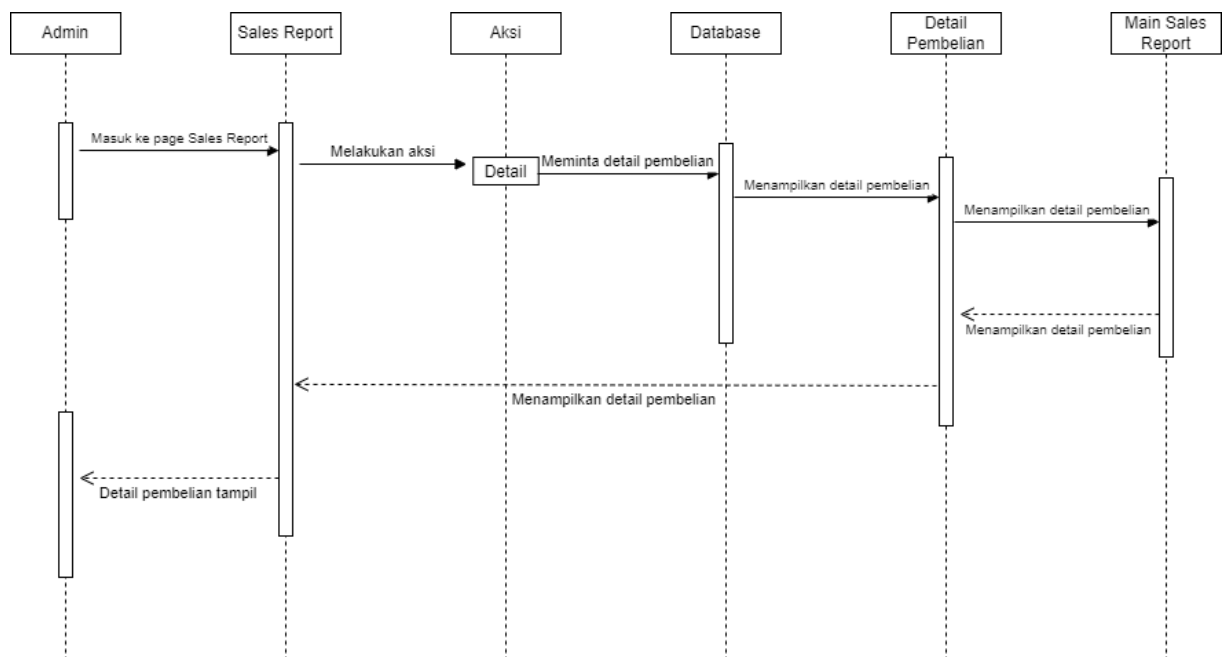 Admin
Sales Report
Aksi
Database
Detail
Pembelian
Main Sales
Report
Masuk ke page Sales Report
Melakukan aksi
Detail
Meminta detail pembelian
Menampilkan detail pembelian
Menampilkan detail pembelian
Menampilkan detail pembelian
Menampilkan detail pembelian
Detail pembelian tampil